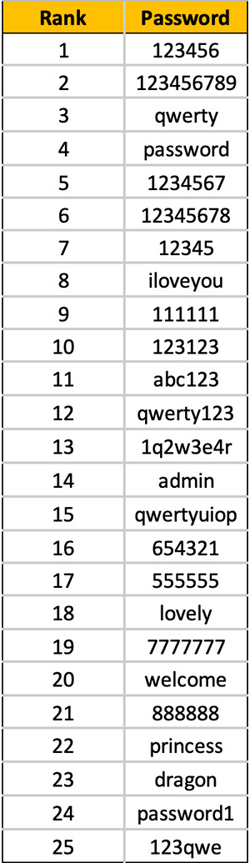 Rank Password
1 123456
2 123456789
3 qwerty
4 password
5 1234567
6 12345678
7 12345
8 iloveyou
9 111111
10 123123
11 abc123
12 qwerty123
13 1q2w3e4r
14 admin
15 qwertyuiop
16 654321
17 555555
18 lovely
19 7777777
20 welcome
21 888888
22 princess
23 dragon
24 password1
25 123qwe